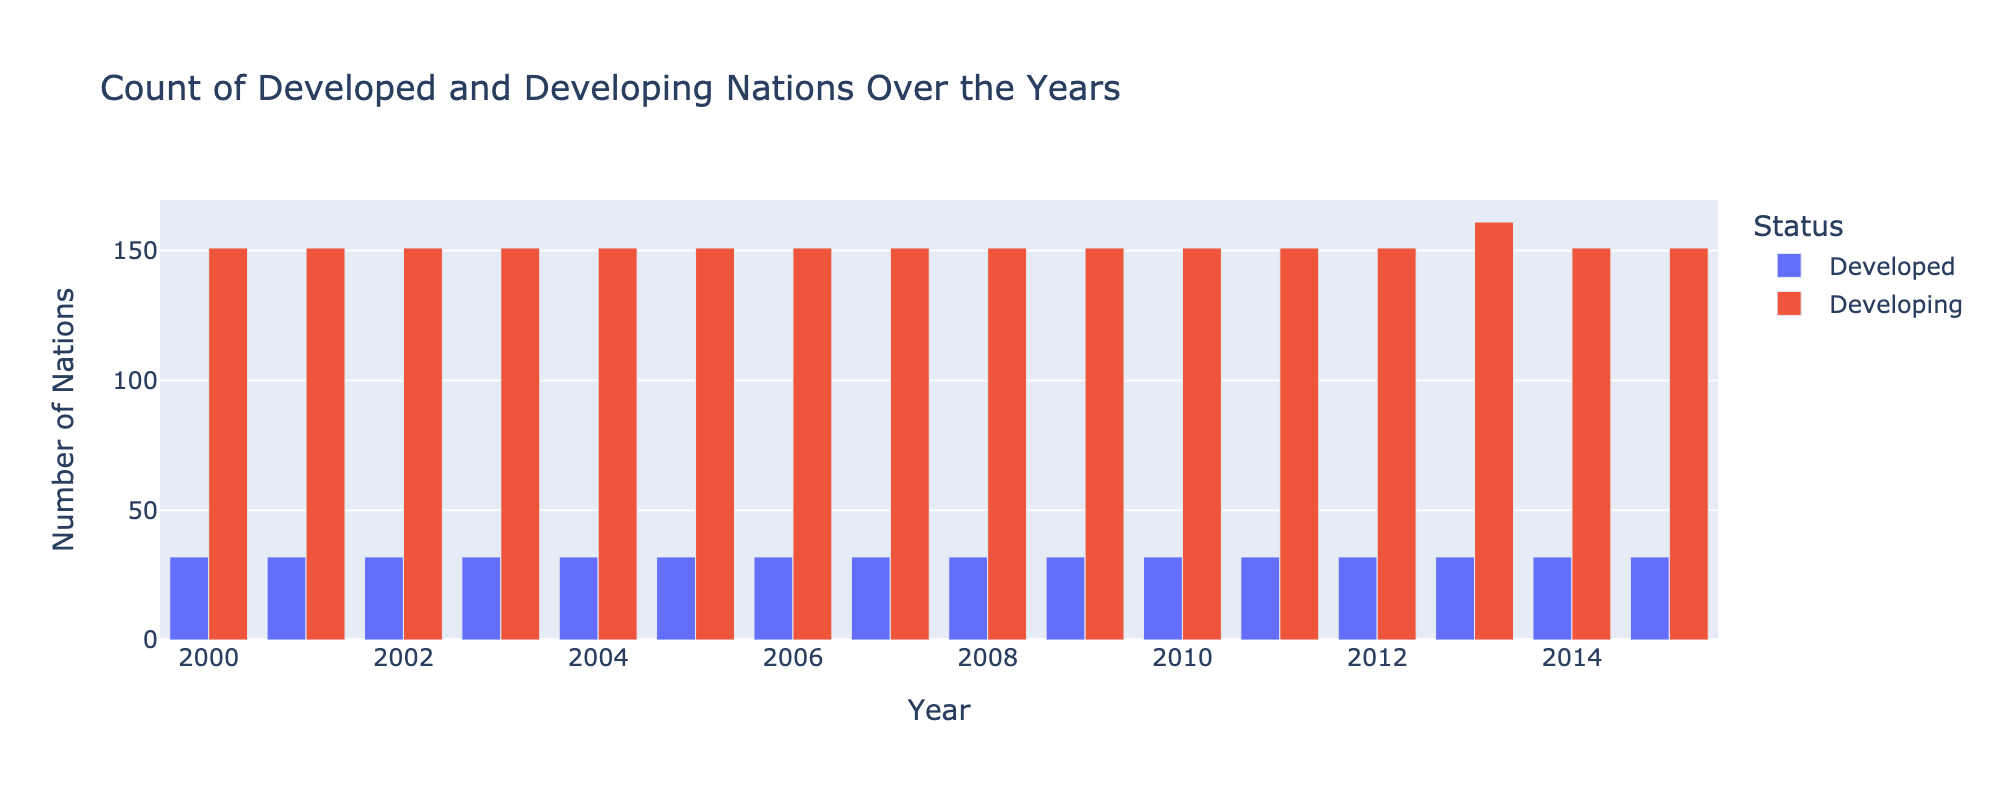 Count of Developed and Developing Nations Over the Years
Status
Developed
Developing
Number of Nations
150
100
50
0
2000 2002 2004 2006 2008 2010 2012 2014
Year